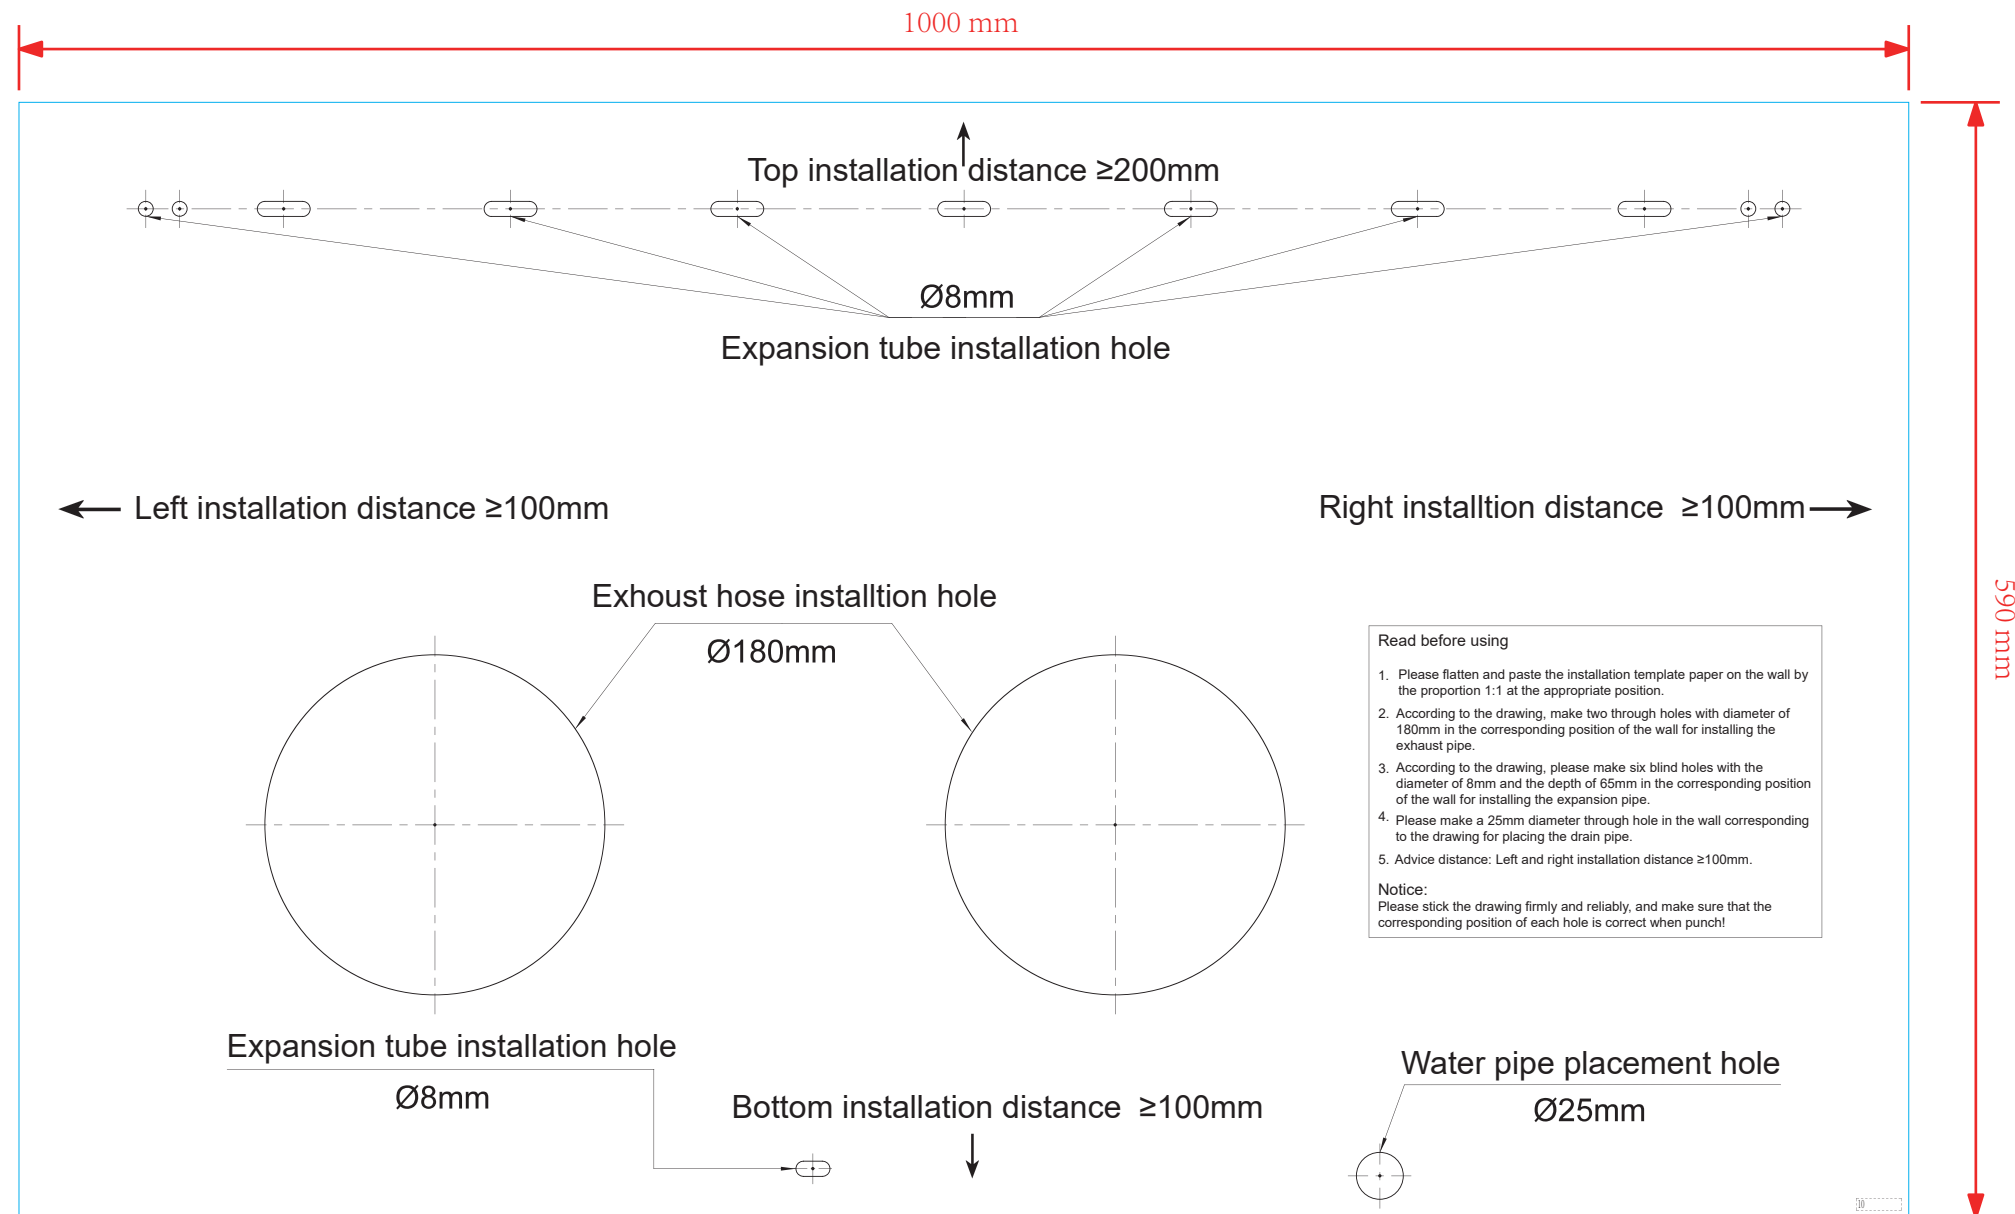 1000 mm
Top installation distance ≥200mm
Ø8mm
Expansion tube installation hole
Left installation distance ≥100mm
Right installtion distance ≥100mm
590 mm
Exhoust hose installtion hole
Ø180mm
Read before using
1. Please flatten and paste the installation template paper on the wall by
the proportion 1:1 at the appropriate position.
2. According to the drawing, make two through holes with diameter of
180mm in the corresponding position of the wall for installing the
exhaust pipe.
3. According to the drawing, please make six blind holes with the
diameter of 8mm and the depth of 65mm in the corresponding position
of the wall for installing the expansion pipe.
4. Please make a 25mm diameter through hole in the wall corresponding
to the drawing for placing the drain pipe.
5. Advice distance: Left and right installation distance ≥100mm.
Notice:
Please stick the drawing firmly and reliably, and make sure that the
corresponding position of each hole is correct when punch!
Expansion tube installation hole
Ø8mm
Bottom installation distance ≥100mm
Water pipe placement hole
Ø25mm
10